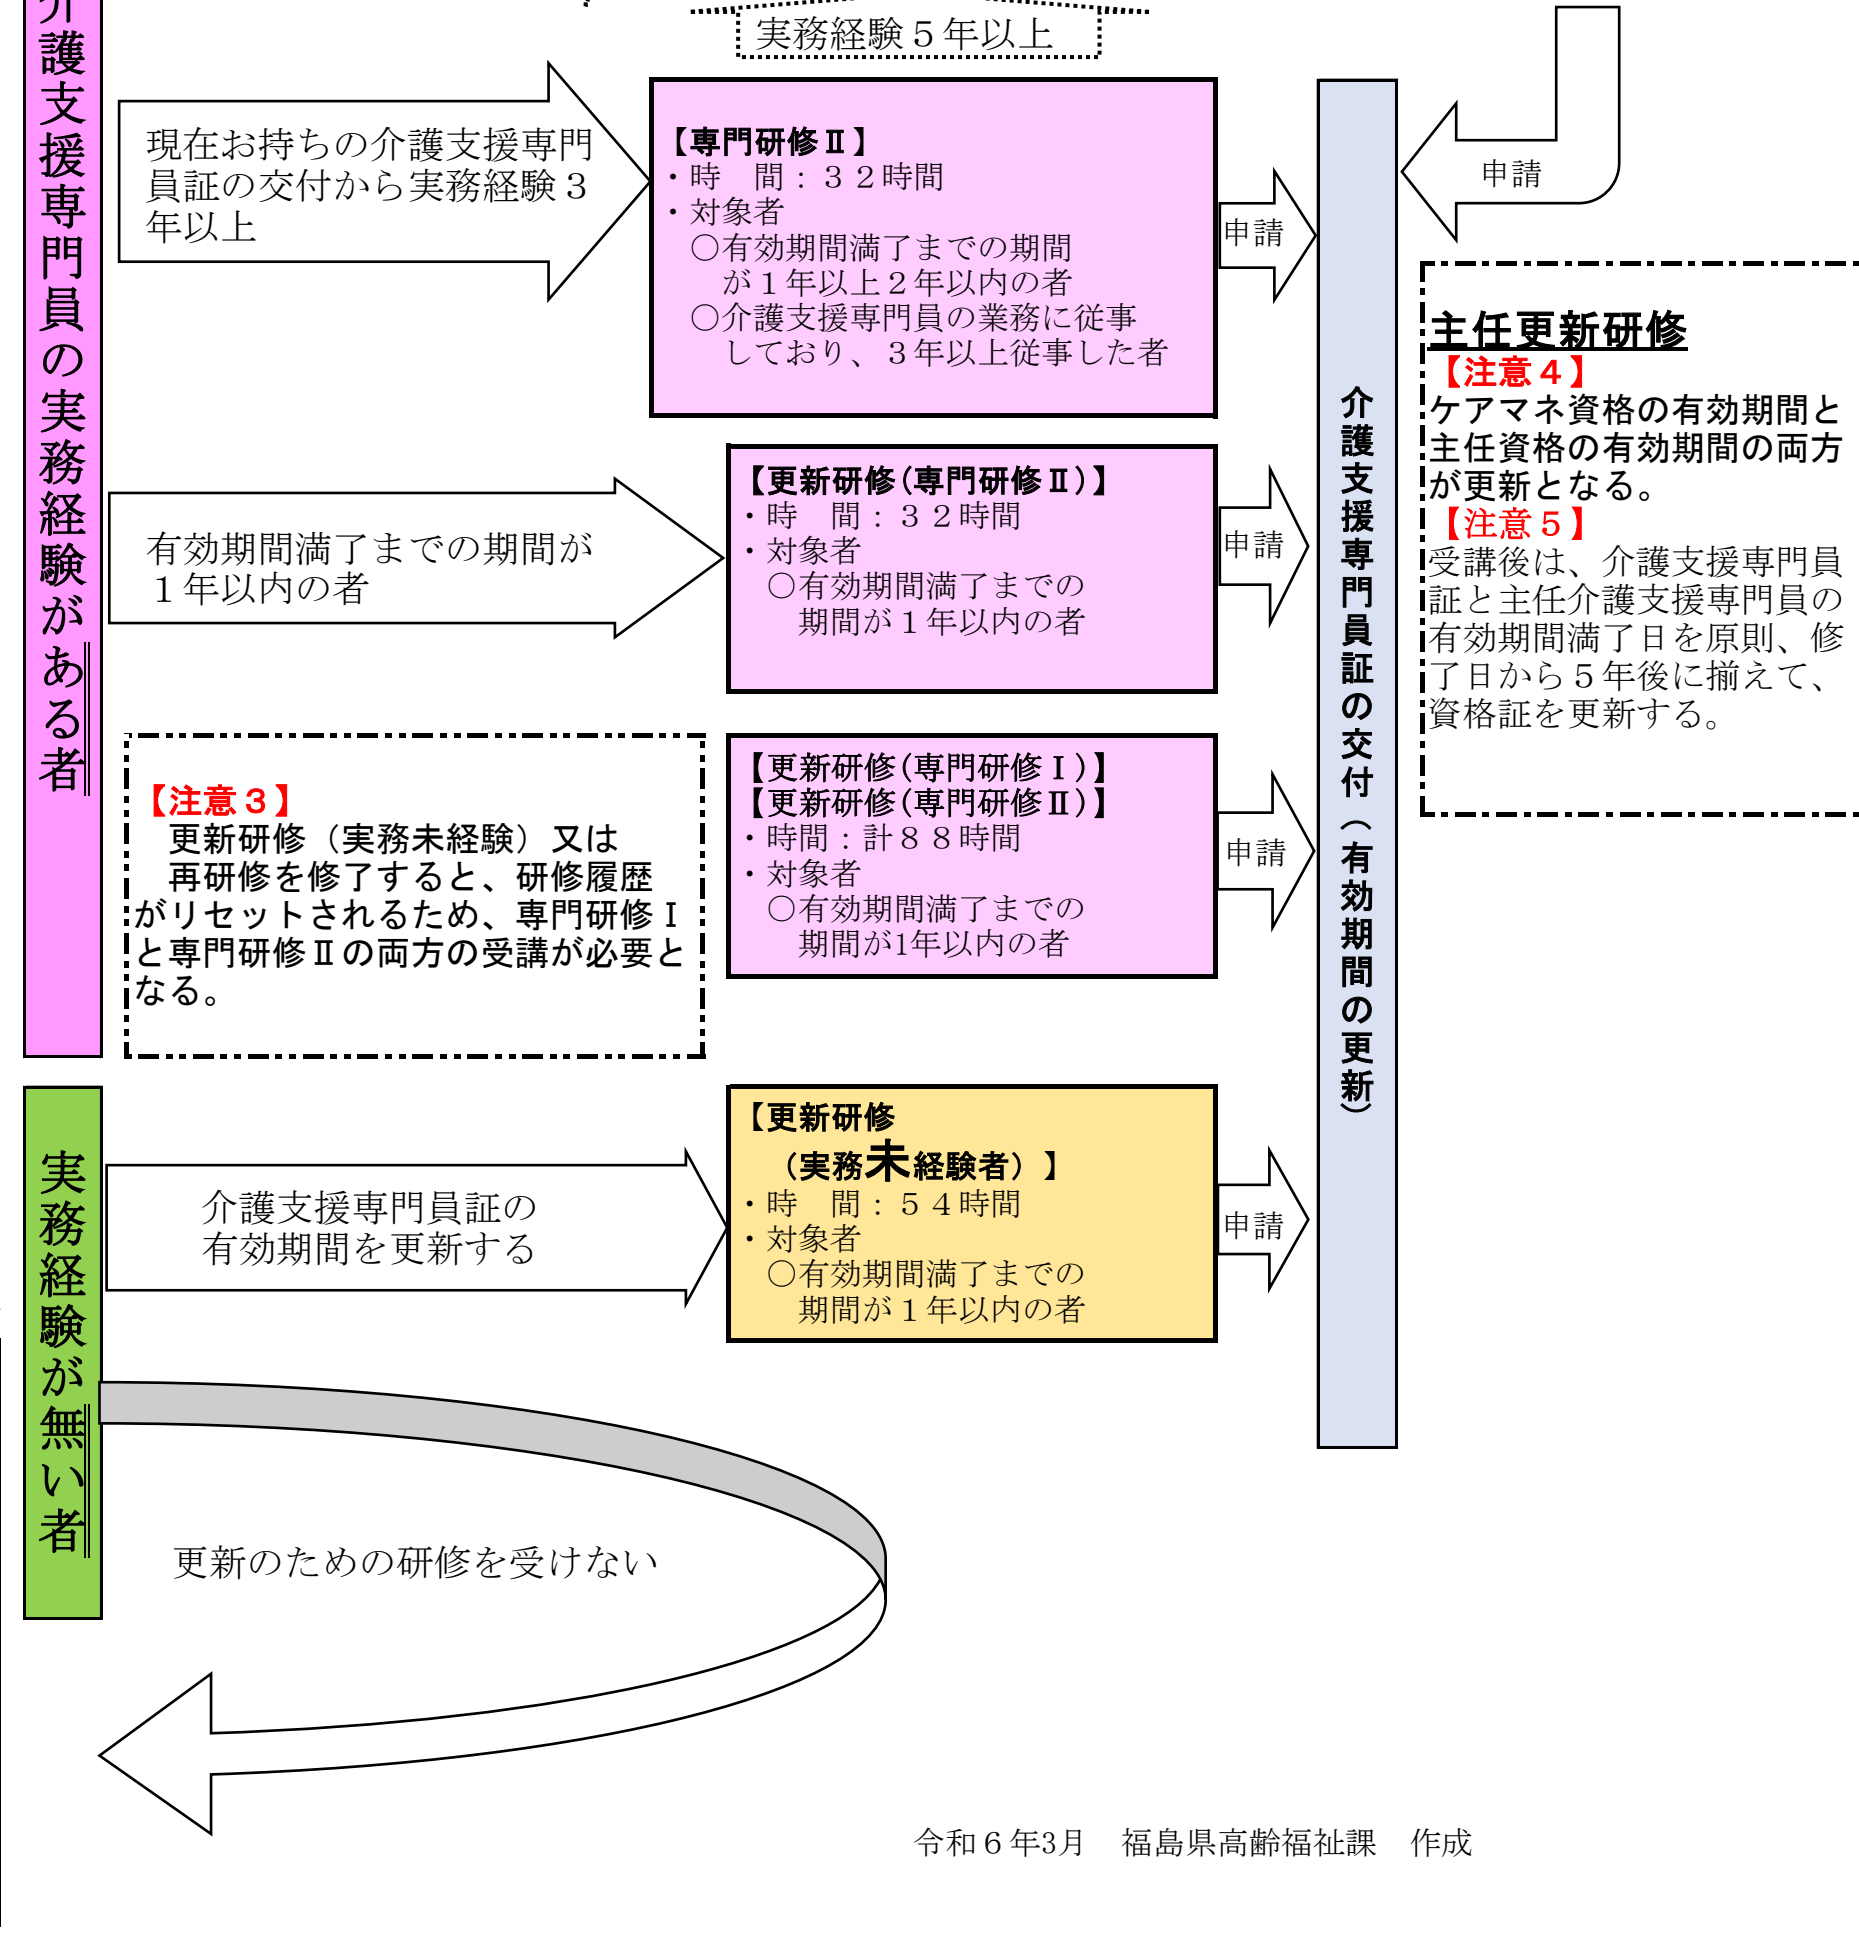 実務経験５年以上
介護支援専門員の実務経験がある者
現在お持ちの介護支援専門
員証の交付から実務経験３
年以上
【専門研修Ⅱ】
・時　間：３２時間
・対象者
○有効期間満了までの期間
が１年以上２年以内の者
○介護支援専門員の業務に従事
しており、３年以上従事した者
申請
申請
有効期間満了までの期間が
１年以内の者
【更新研修(専門研修Ⅱ)】
・時　間：３２時間
・対象者
○有効期間満了までの
期間が１年以内の者
申請
【注意３】
更新研修（実務未経験）又は
再研修を修了すると、研修履歴
がリセットされるため、専門研修Ⅰ
と専門研修Ⅱの両方の受講が必要と
なる。
【更新研修(専門研修Ⅰ)】
【更新研修(専門研修Ⅱ)】
・時間：計８８時間
・対象者
○有効期間満了までの
期間が1年以内の者
申請
介護支援専門員証の交付（有効期間の更新）
主任更新研修
【注意４】
ケアマネ資格の有効期間と
主任資格の有効期間の両方
が更新となる。
【注意５】
受講後は、介護支援専門員
証と主任介護支援専門員の
有効期間満了日を原則、修
了日から５年後に揃えて、
資格証を更新する。
実務経験が無い者
介護支援専門員証の
有効期間を更新する
【更新研修
（実務未経験者）】
・時　間：５４時間
・対象者
○有効期間満了までの
期間が１年以内の者
申請
更新のための研修を受けない
令和６年3月　福島県高齢福祉課　作成